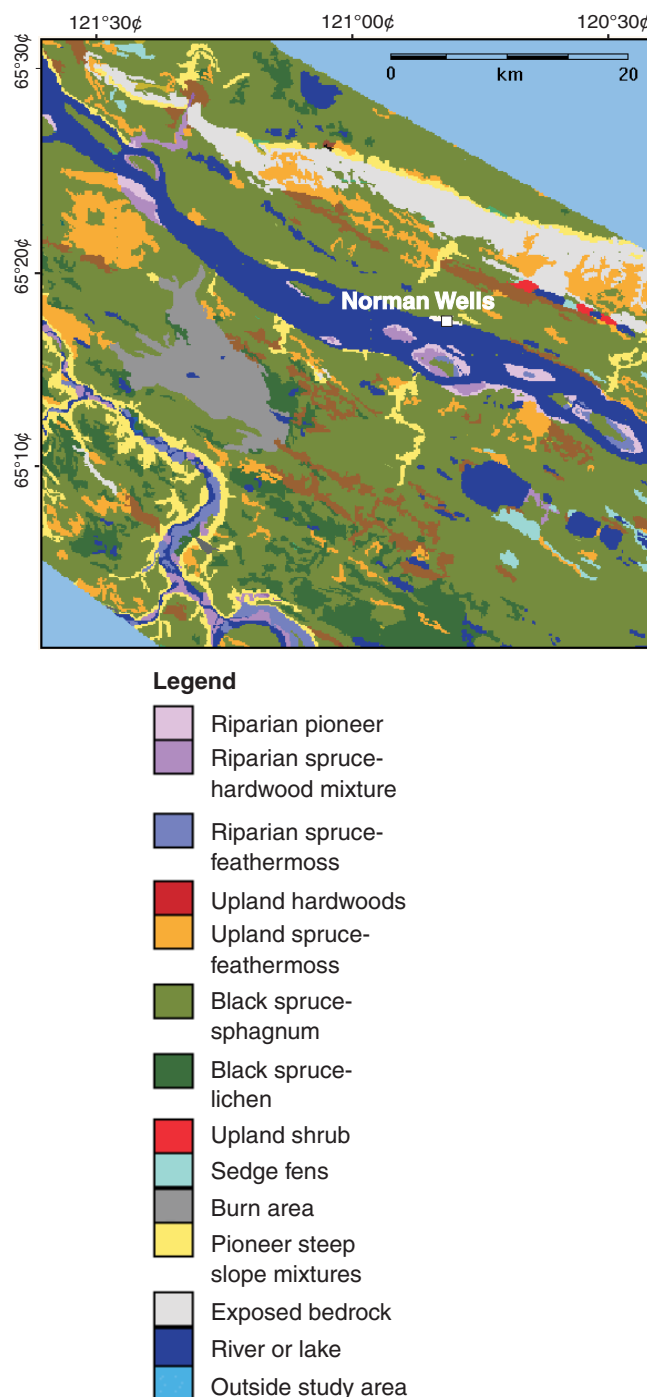 121°30¢ 121°00¢ 120°30¢
65°30¢
0 20
km
65°20¢
Norman Wells
65°10¢
Legend
Riparian pioneer
Riparian spruce-
hardwood mixture
Riparian spruce-
feathermoss
Upland hardwoods
Upland spruce-
feathermoss
Black spruce-
sphagnum
Black spruce-
lichen
Upland shrub
Sedge fens
Burn area
Pioneer steep
slope mixtures
Exposed bedrock
River or lake
Outside study area